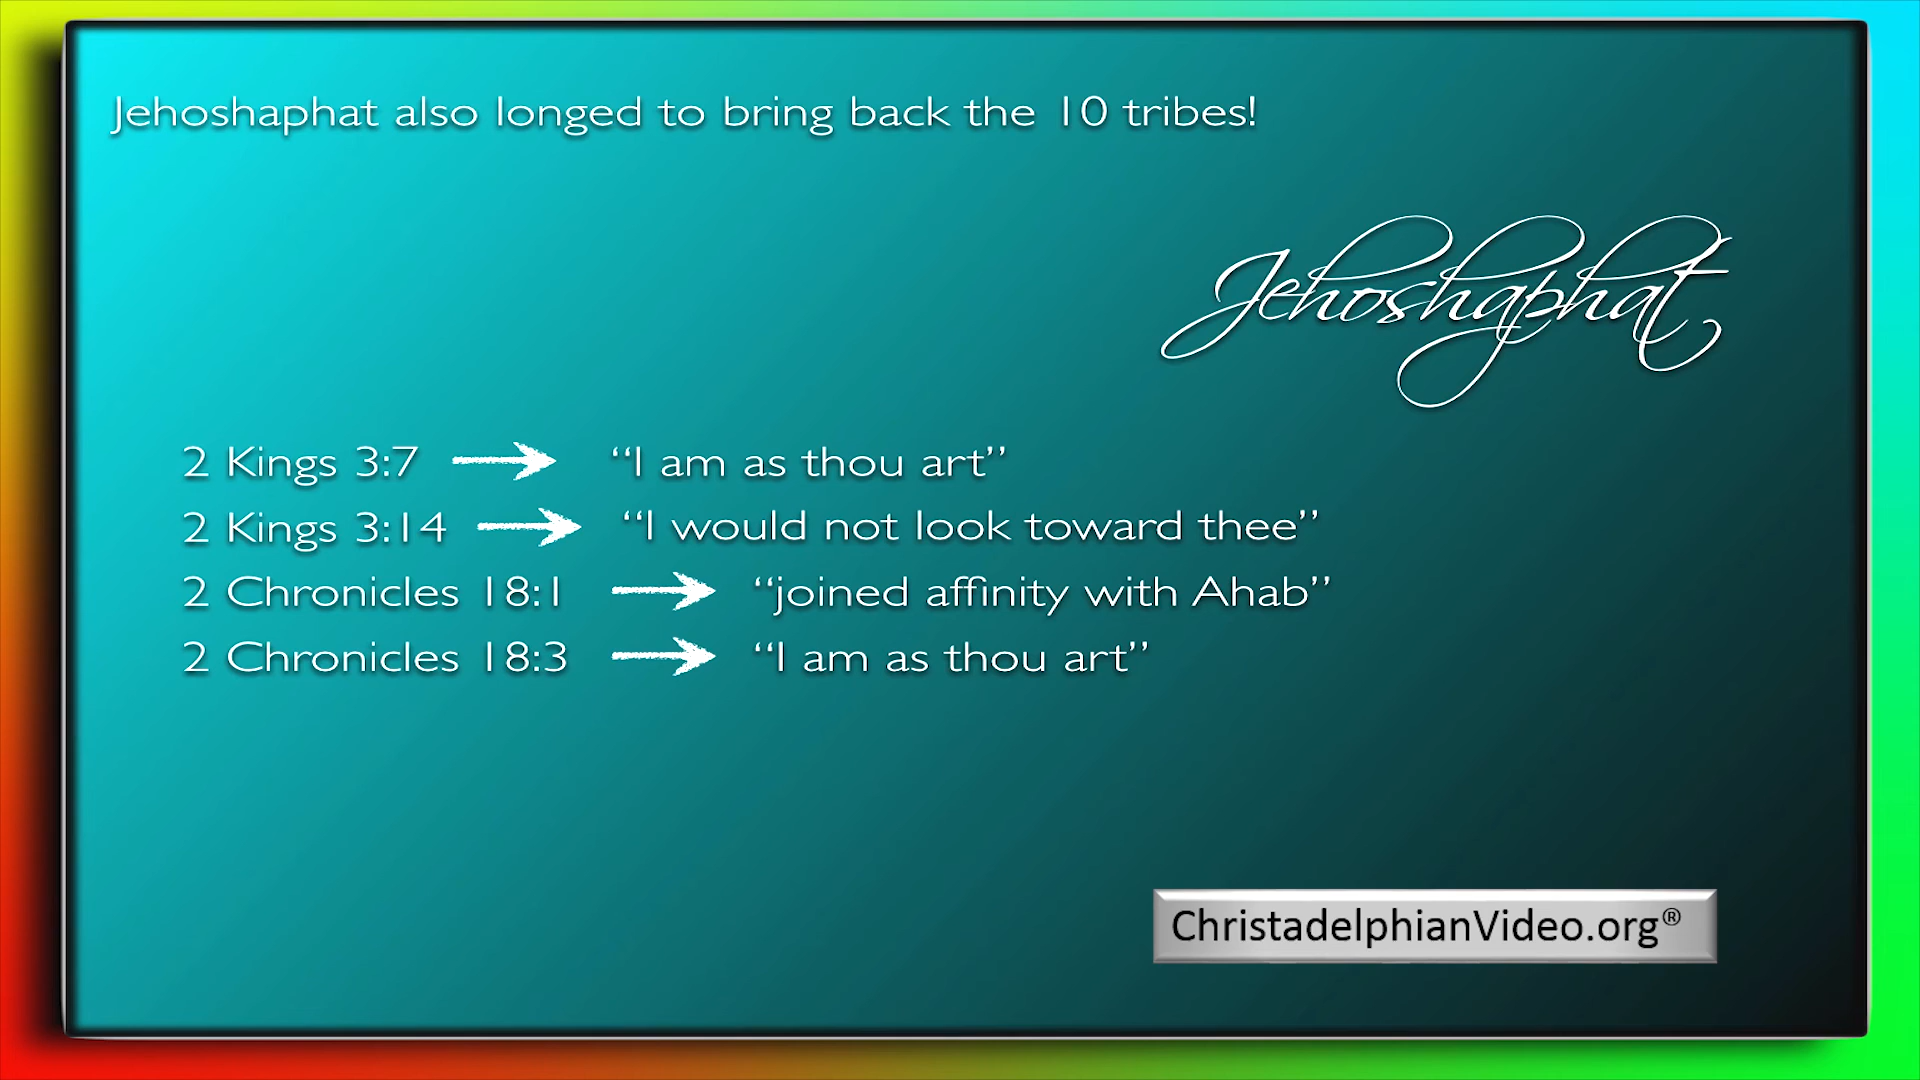 Jehoshaphat also longed to bring back the 10 tribes!
Jehoshaphat
2 Kings 3:7 → “I am as thou art”
2 Kings 3:14 → “I would not look toward thee”
2 Chronicles 18:1 → “joined affinity with Ahab”
2 Chronicles 18:3 → “I am as thou art”
ChristadelphianVideo.org®